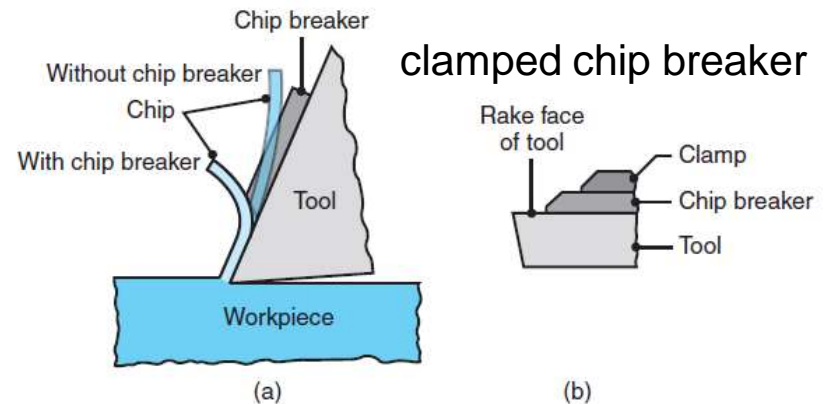 Chip breaker
clamped chip breaker
Without chip breaker
Chip
With chip breaker
Tool
Workpiece
(a)
Rake face
of tool
Clamp
Chip breaker
Tool
(b)